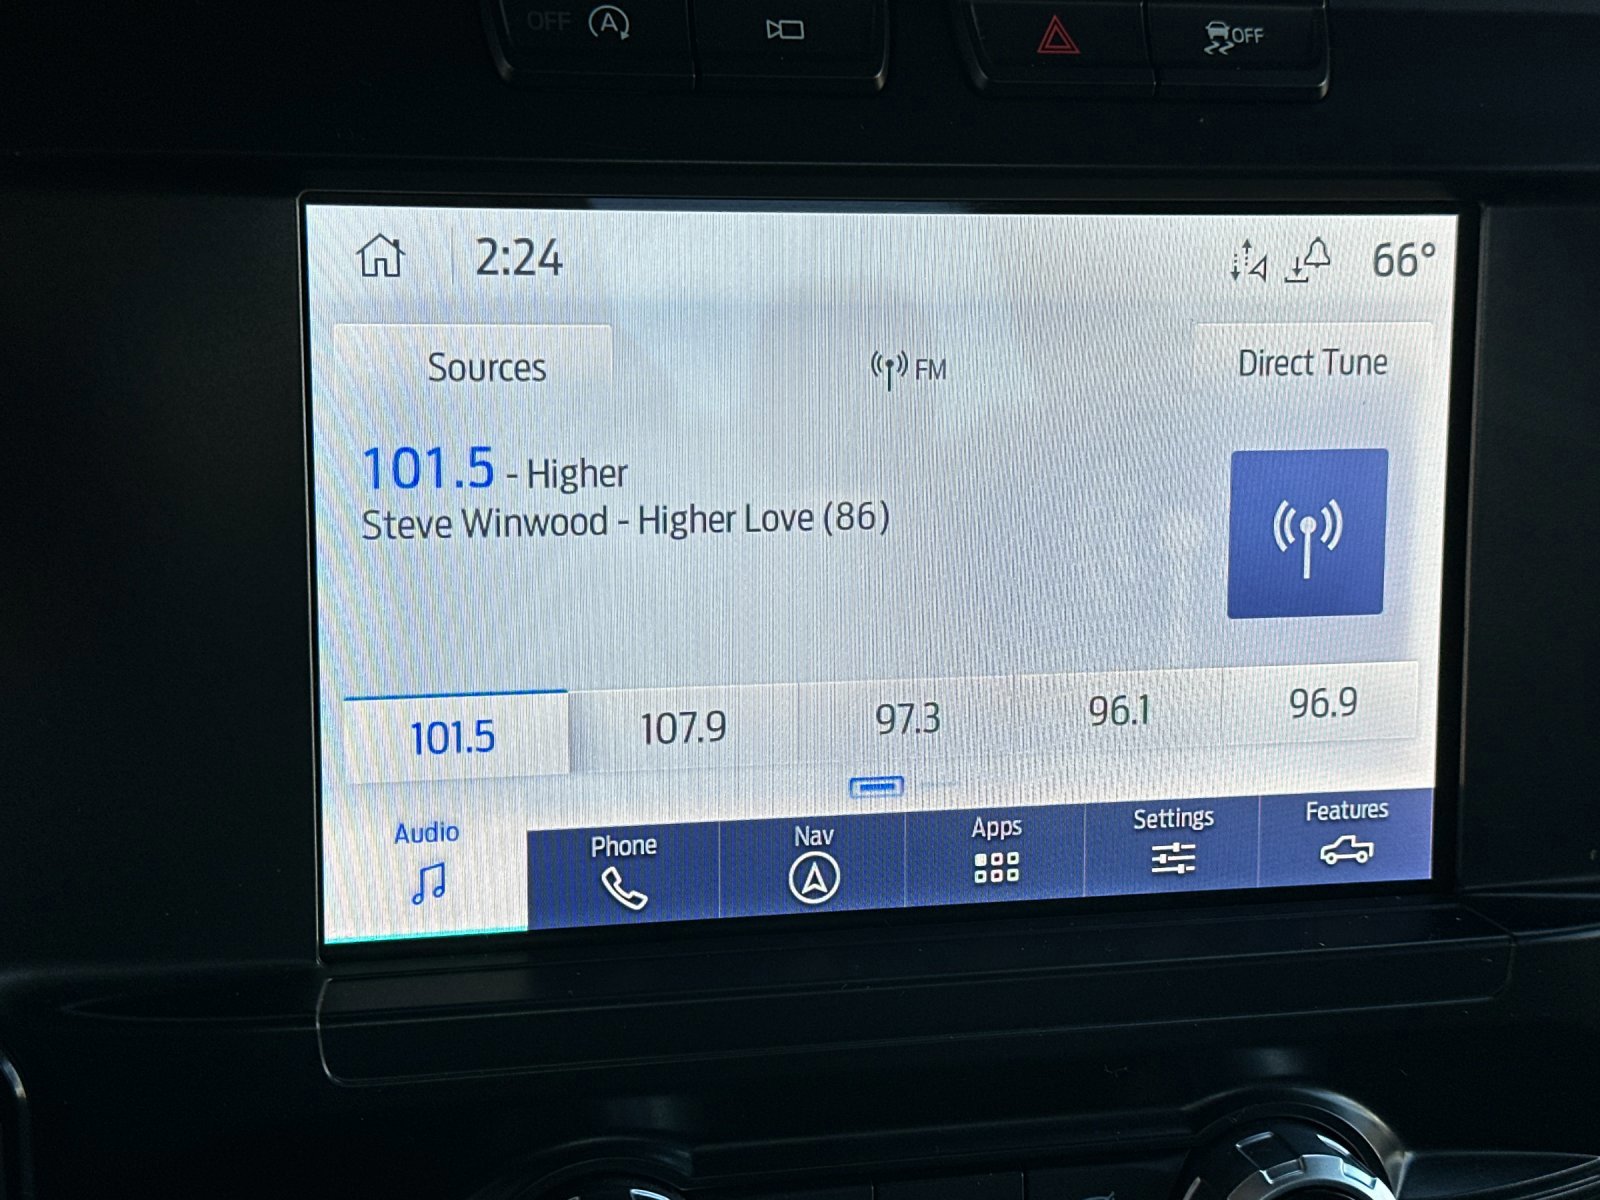 OFF A
OFF
2:24
66°
Sources
FM
Direct Tune
101.5 - Higher
Steve Winwood - Higher Love (86)
101.5
107.9
97.3
96.1
96.9
Audio
Phone
Nav
Apps
Settings
Features